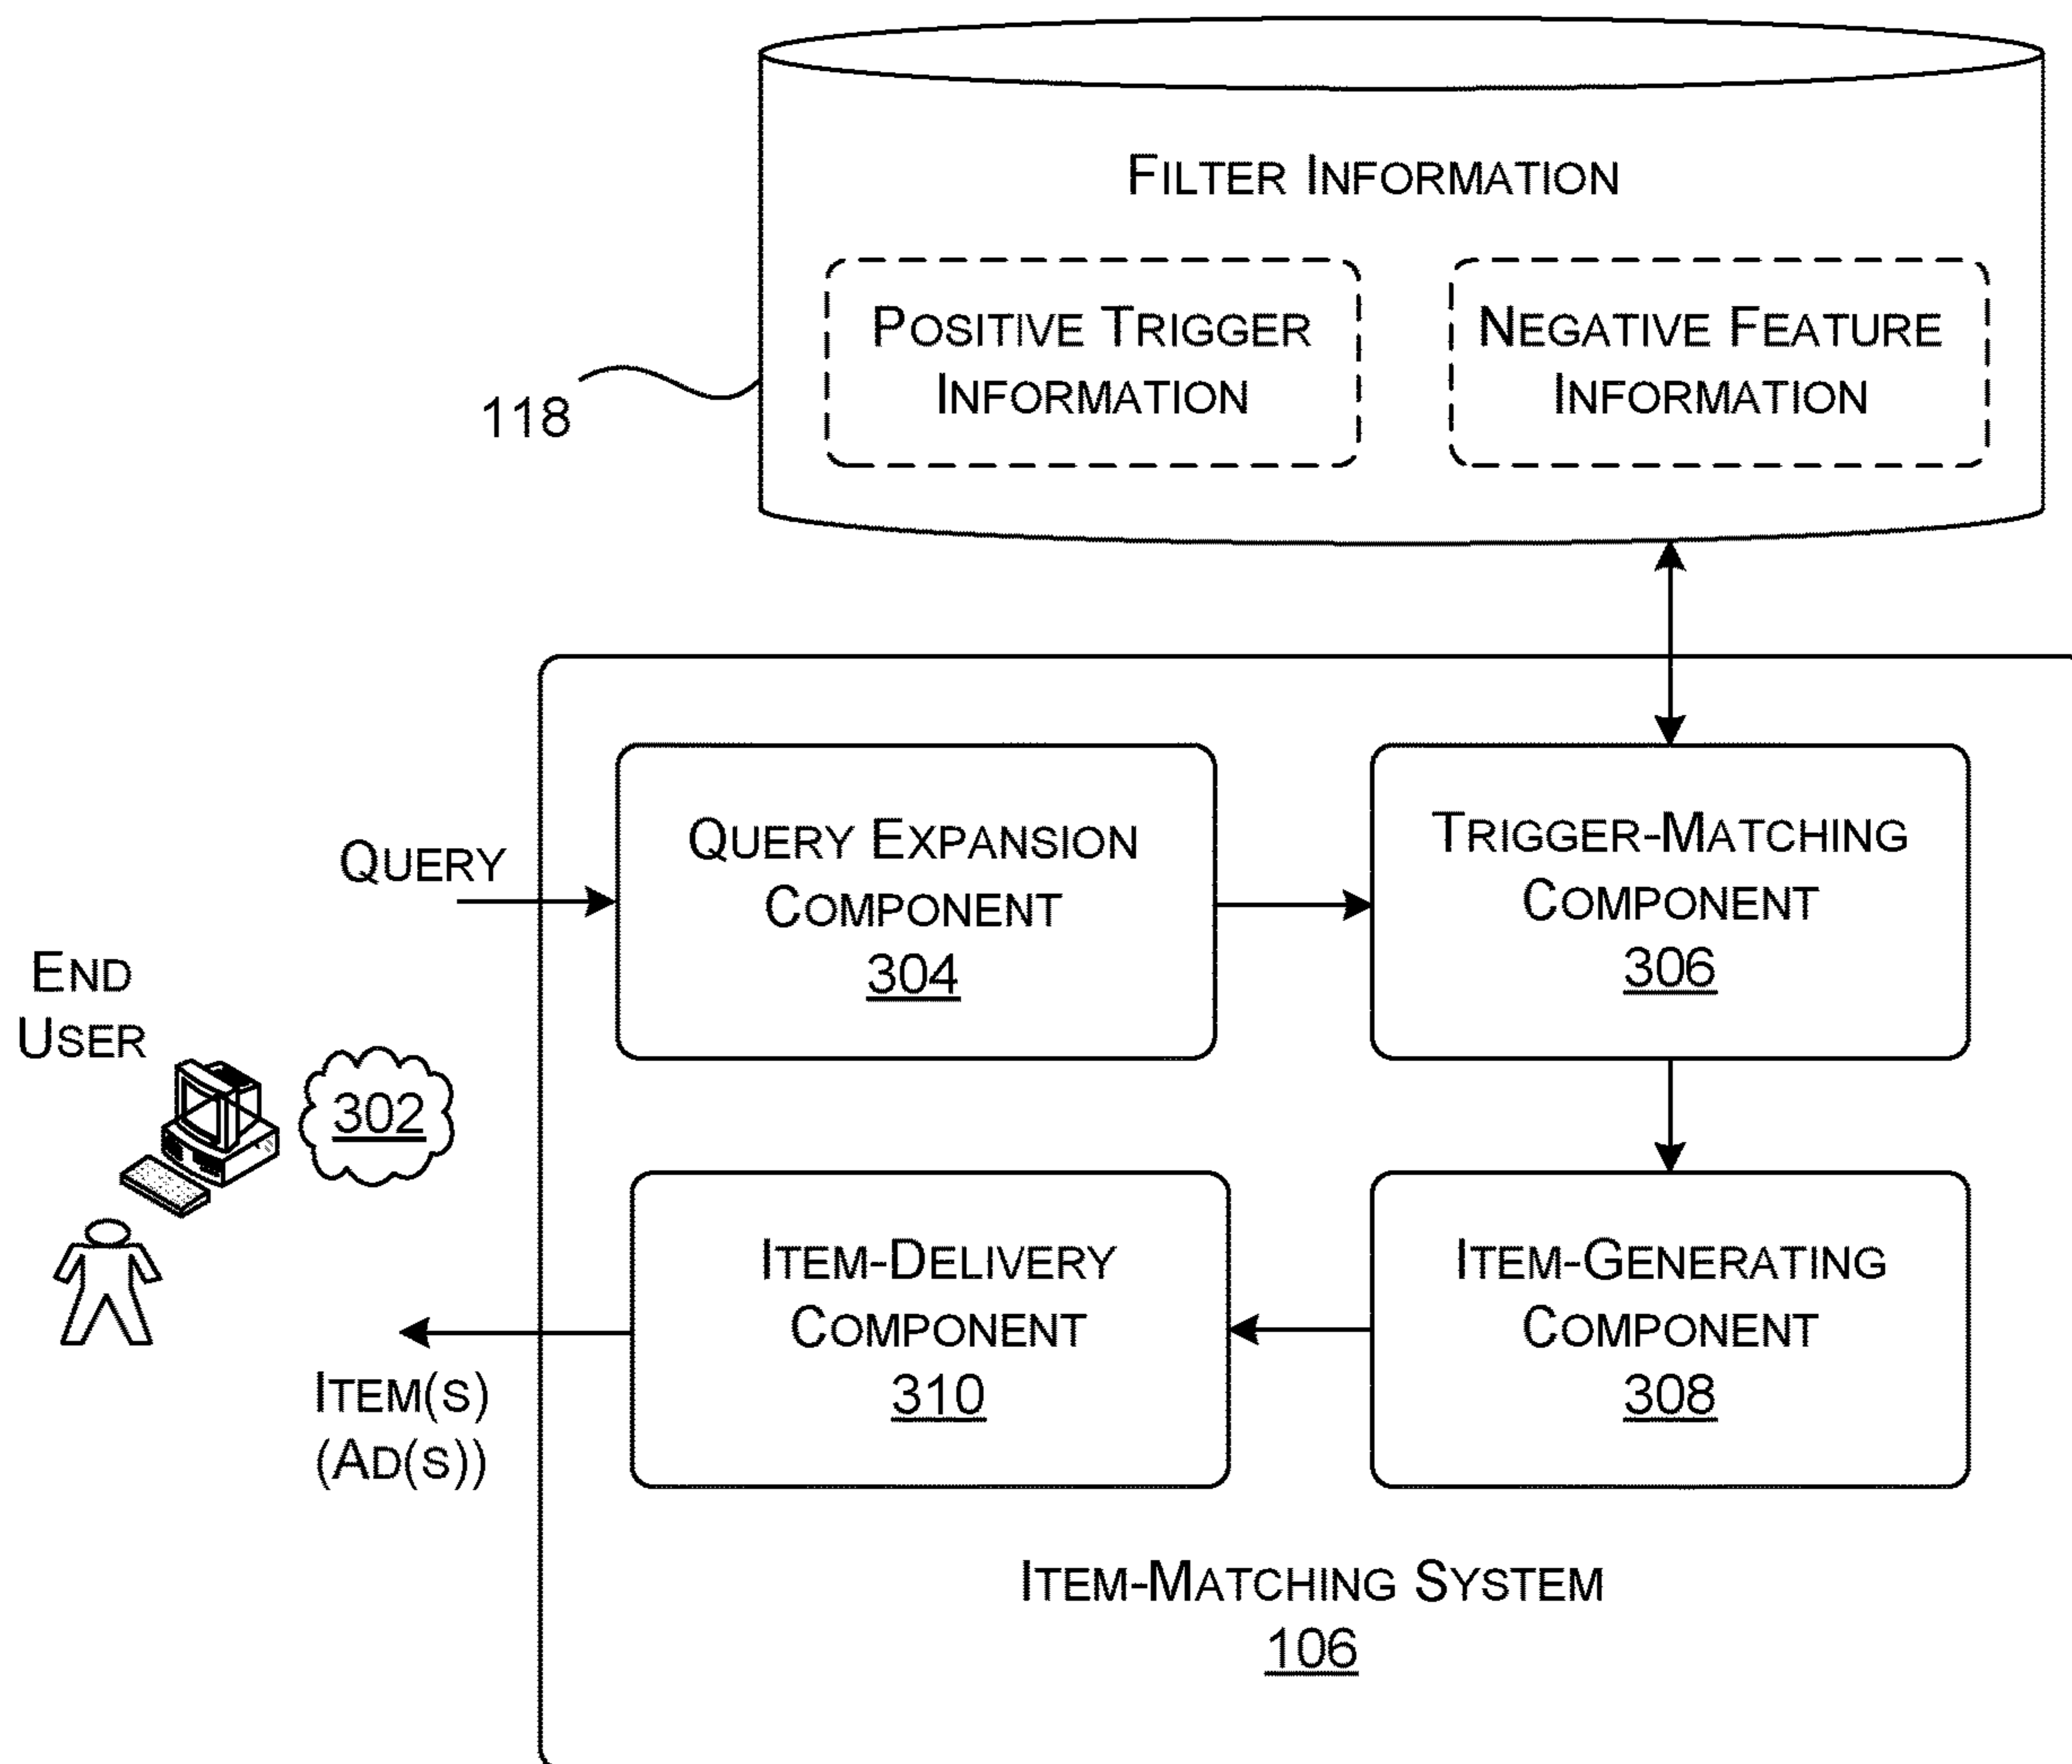 FILTER INFORMATION
POSITIVE TRIGGER
INFORMATION
NEGATIVE FEATURE
INFORMATION
118
QUERY
QUERY EXPANSION
COMPONENT
304
TRIGGER-MATCHING
COMPONENT
306
END
USER
302
ITEM-DELIVERY
COMPONENT
310
ITEM-GENERATING
COMPONENT
308
ITEM(S)
(AD(S))
ITEM-MATCHING SYSTEM
106